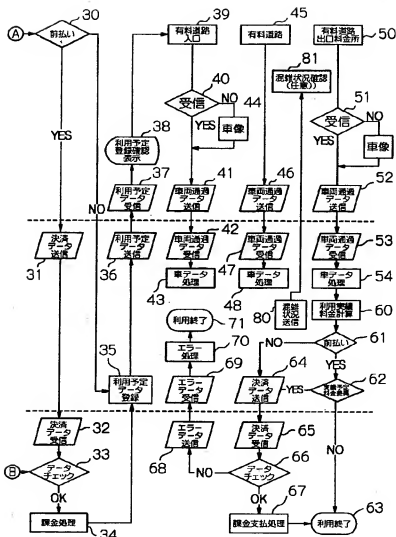 30
A
前払い
YES
NO
31
決済
データ
送信
32
決済
データ
受信
33
B
データ
チェック
OK
課金処理
34
35
利用予定
データ
登録
36
利用予定
データ
送信
37
利用予定
データ
受信
38
利用予定
登録確認
表示
39
有料道路
入口
40
受信
NO
YES
車像
44
41
車両通過
データ
送信
42
車両通過
データ
受信
43
車データ
処理
45
有料道路
46
車両通過
データ
送信
47
車両通過
データ
受信
48
車データ
処理
81
混雑状況確認
(任意)
80
混雑
状況
送信
50
有料道路
出口料金所
51
受信
NO
YES
車像
52
車両通過
データ
送信
53
車両通過
データ
受信
54
車データ
処理
60
利用実績
料金計算
61
前払い
NO
YES
62
実績予定
料金差異
YES
NO
63
利用終了
64
決済
データ
送信
65
決済
データ
受信
66
データ
チェック
NO
OK
67
課金支払処理
68
エラー
データ
送信
69
エラー
データ
受信
70
エラー
処理
71
利用終了